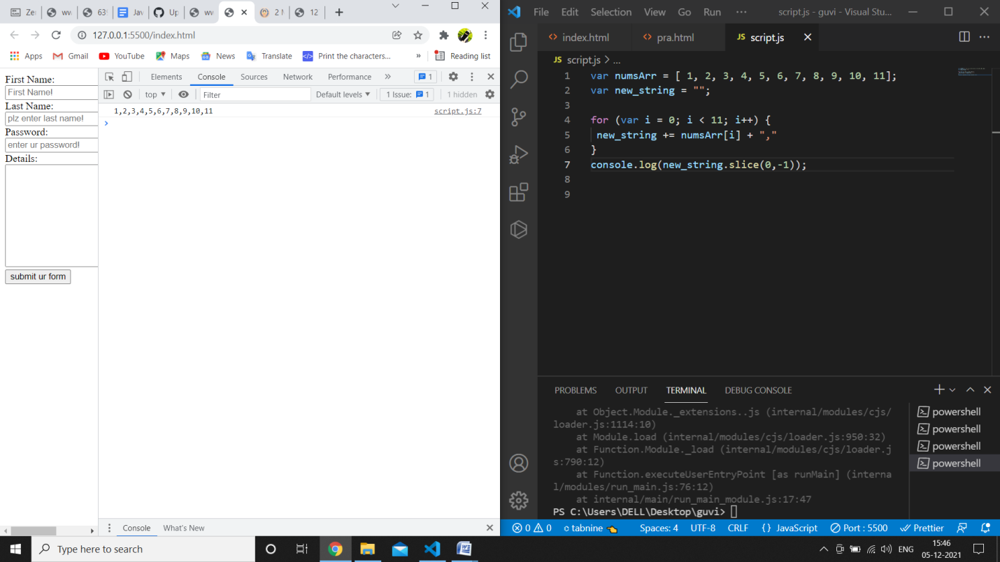 Ze
ww
639
Jav
Up
ww
2 N
12
127.0.0.1:5500/index.html
Apps
Gmail
YouTube
Maps
News
Translate
Print the characters...
»
Reading list
First Name:
First Name!
Last Name:
plz enter last name!
Password:
enter ur password!
Details:
submit ur form
Elements
Console
Sources
Network
Performance
»
1
top ▼
Filter
Default levels ▼
1 Issue: 1
1 hidden
1,2,3,4,5,6,7,8,9,10,11
script.js:7
Console
What's New
File Edit Selection View Go Run ···
script.js - guvi - Visual Stu...
index.html
pra.html
JS script.js
JS script.js > ...
1 var numsArr = [ 1, 2, 3, 4, 5, 6, 7, 8, 9, 10, 11];
2 var new_string = "";
3
4 for (var i = 0; i < 11; i++) {
5 new_string += numsArr[i] + ","
6 }
7 console.log(new_string.slice(0,-1));
8
9
PROBLEMS OUTPUT TERMINAL DEBUG CONSOLE
at Object.Module._extensions..js (internal/modules/cjs/
loader.js:1114:10)
at Module.load (internal/modules/cjs/loader.js:950:32)
at Function.Module._load (internal/modules/cjs/loader.j
s:790:12)
at Function.executeUserEntryPoint [as runMain] (interna
l/modules/run_main.js:76:12)
at internal/main/run_main_module.js:17:47
PS C:\Users\DELL\Desktop\guvi>
powershell
powershell
powershell
powershell
0 0 tabnine Spaces: 4 UTF-8 CRLF {} JavaScript Port : 5500 Prettier
Type here to search
ENG
15:46
05-12-2021